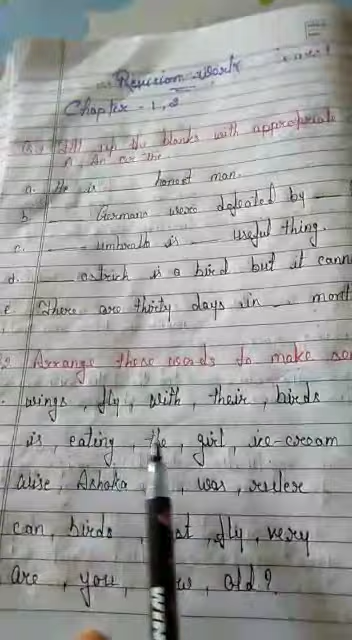 Revision work
Chapter - 1, 2
Q.1 Fill up the blanks with appropriate
A, An or the.
a. He is ___ honest man.
b. ___ Germans were defeated by ___
c. ___ umbrella is ___ useful thing.
d. ___ ostrich is a bird but it cann
e. There are thirty days in ___ month
2 Arrange these words to make
wings, fly, with, their, birds
is, eating, the, girl, ice-cream
wise, Ashoka, was, ruler
can, birds, fly, very
are, you, old?